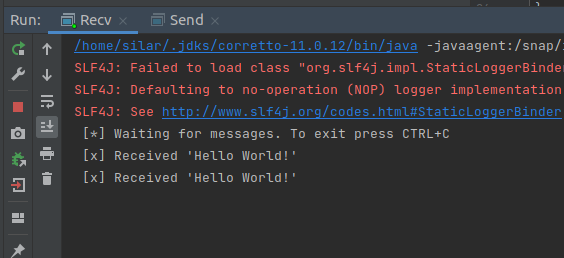 Run: Recv × Send ×
/home/silar/.jdks/corretto-11.0.12/bin/java -javaagent:/snap/
SLF4J: Failed to load class "org.slf4j.impl.StaticLoggerBinder
SLF4J: Defaulting to no-operation (NOP) logger implementation
SLF4J: See http://www.slf4j.org/codes.html#StaticLoggerBinder
[*] Waiting for messages. To exit press CTRL+C
[x] Received 'Hello World!'
[x] Received 'Hello World!'